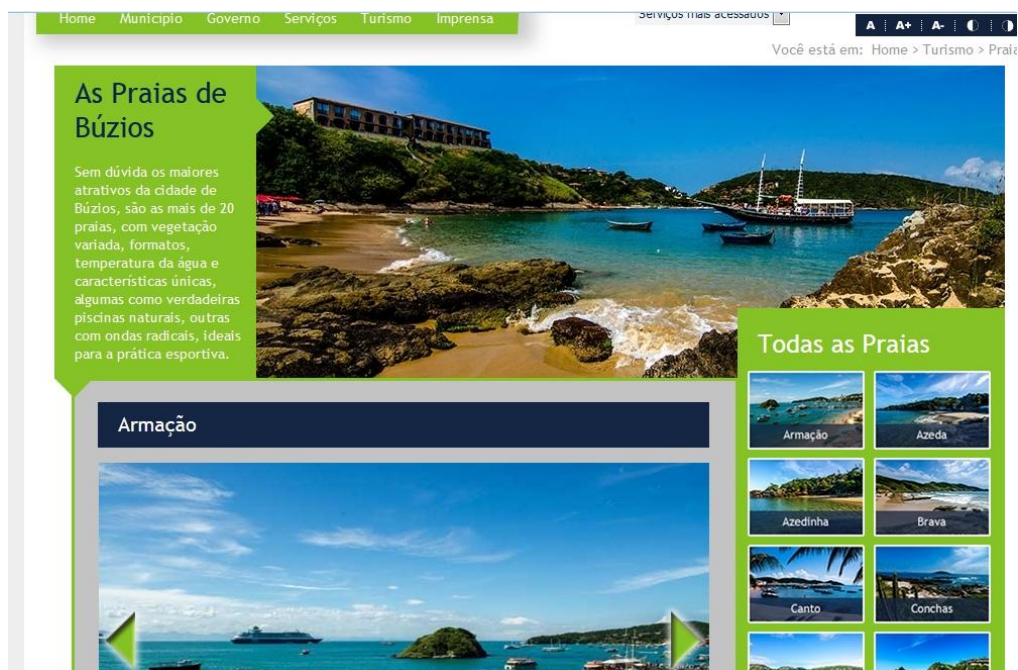 Home Município Governo Serviços Turismo Imprensa
Serviços mais acessados
A A+ A-
Você está em: Home > Turismo > Praia
As Praias de
Búzios
Sem dúvida os maiores
atrativos da cidade de
Búzios, são as mais de 20
praias, com vegetação
variada, formatos,
temperatura da água e
características únicas,
algumas como verdadeiras
piscinas naturais, outras
com ondas radicais, ideais
para a prática esportiva.
Armação
Todas as Praias
Armação Azeda
Azedinha Brava
Canto Conchas